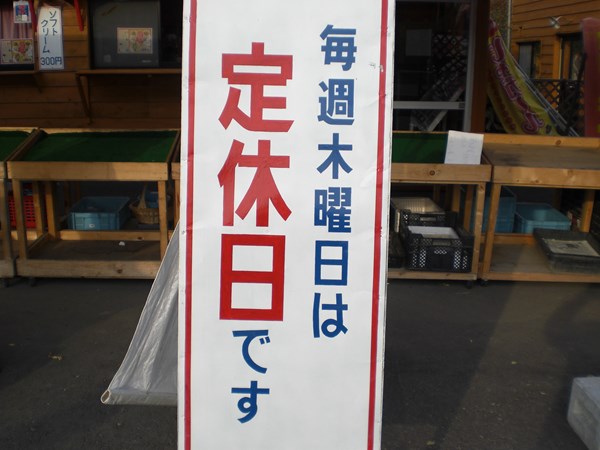 毎週木曜日は
定休日です
ソフト
クリーム
300円